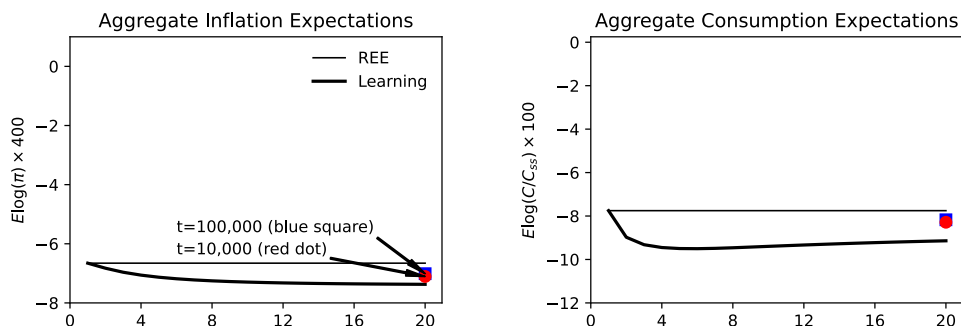 Aggregate Inflation Expectations
E log(π) × 400
0
−2
−4
−6
−8
REE
Learning
t=100,000 (blue square)
t=10,000 (red dot)
0 4 8 12 16 20
Aggregate Consumption Expectations
E log(C/C_ss) × 100
0
−2
−4
−6
−8
−10
−12
0 4 8 12 16 20